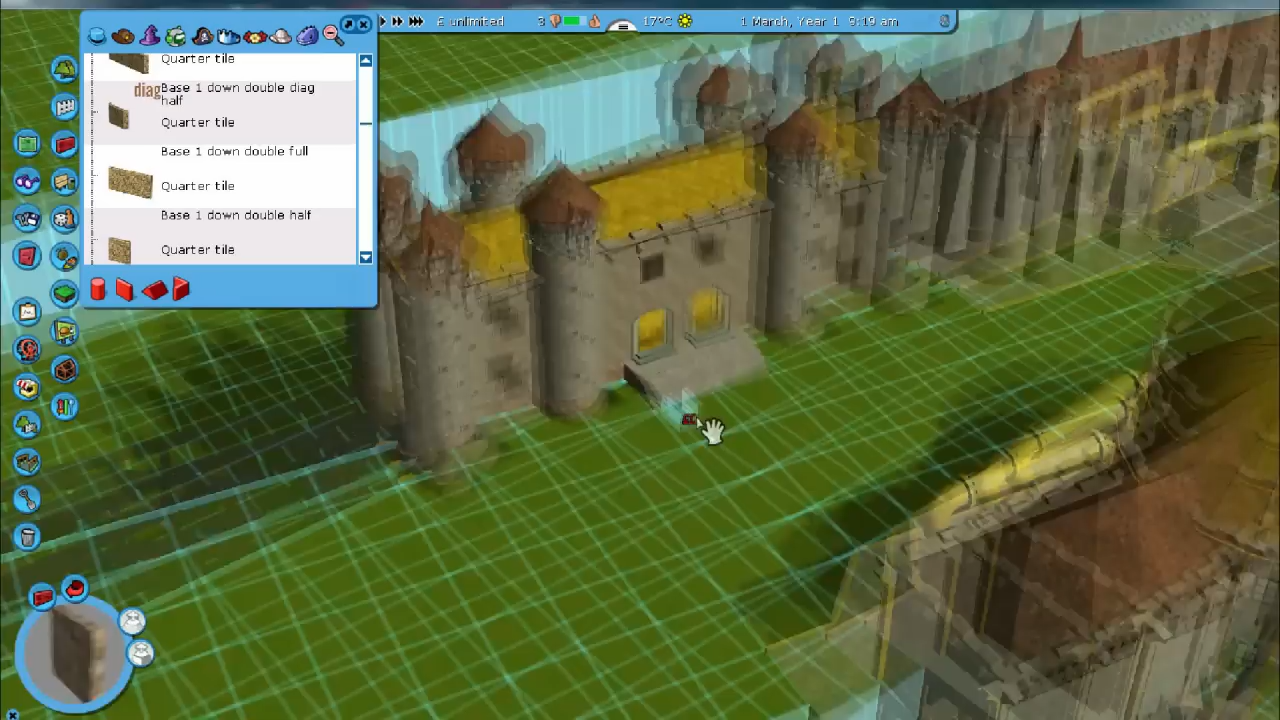 £ unlimited
3
17°C
1 March, Year 1 9:19 am
Quarter tile
diag
Base 1 down double diag
half
Quarter tile
Base 1 down double full
Quarter tile
Base 1 down double half
Quarter tile